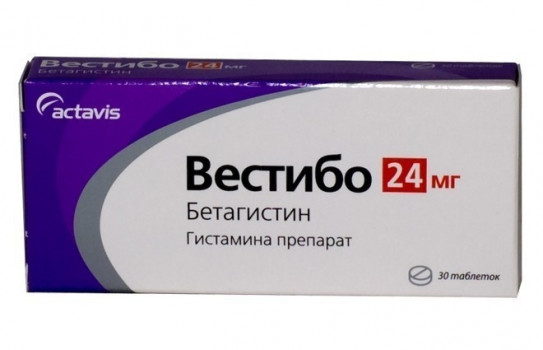 Вестибо 24 мг
Бетагистин
actavis
Вестибо 24 мг
Бетагистин
Гистамина препарат
30 таблеток